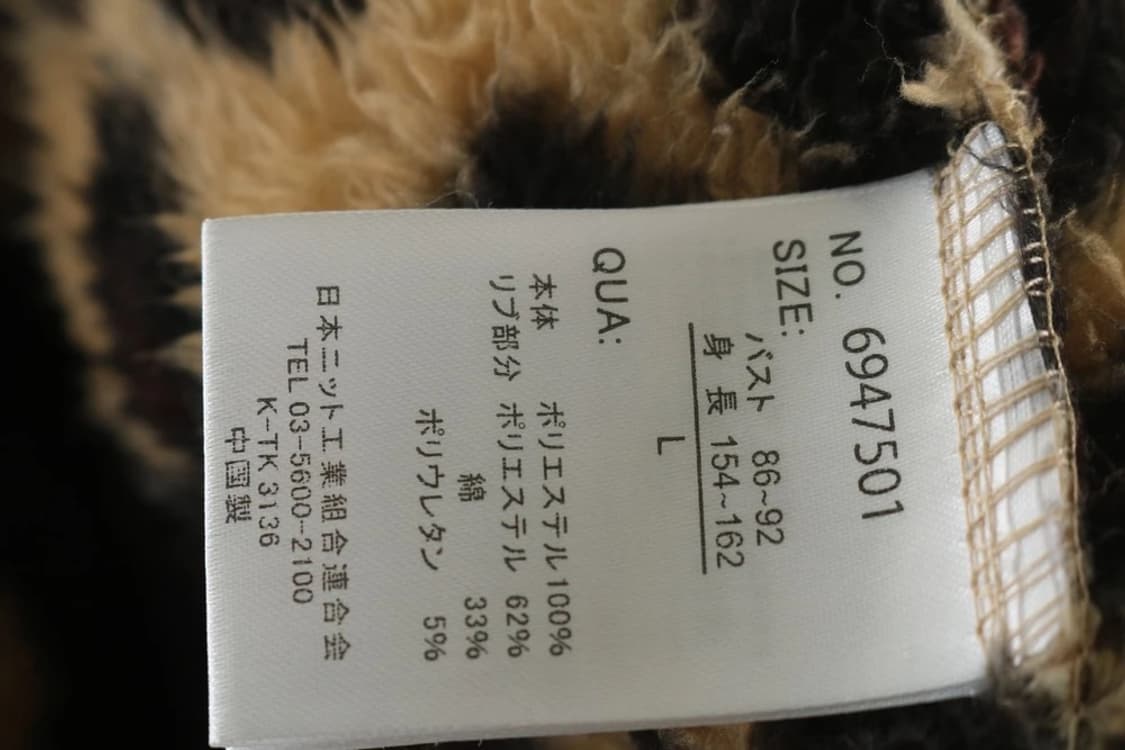 NO. 6947501
SIZE:
バスト 86~92
身 長 154~162
L
QUA:
本体 ポリエステル 100%
リブ部分 ポリエステル 62%
綿 33%
ポリウレタン 5%
日本ニット工業組合連合会
TEL 03-5600-2100
K-TK 3136
中国製